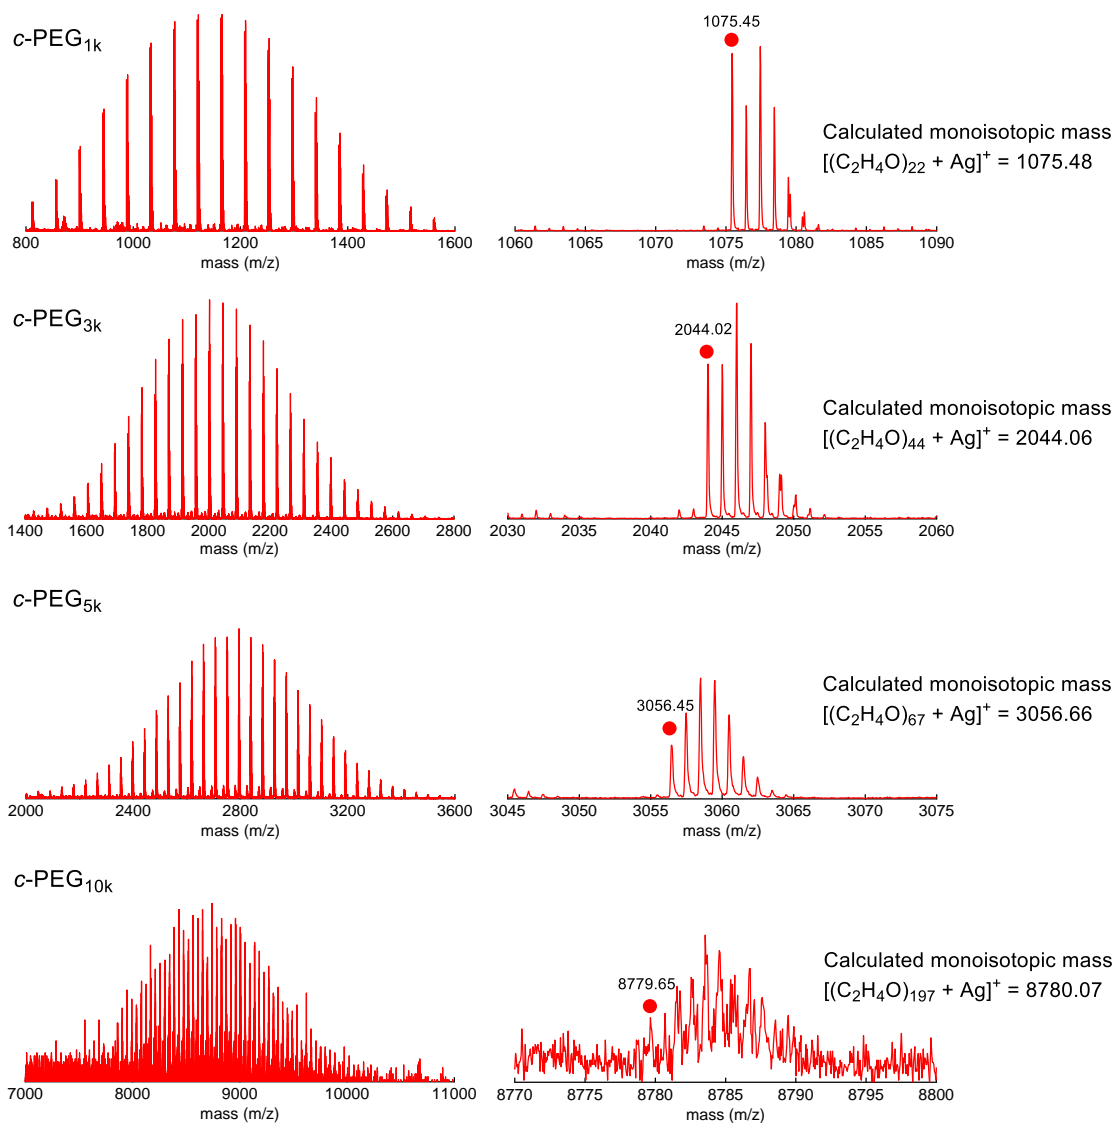 c-PEG1k
1075.45
Calculated monoisotopic mass
[(C2H4O)22 + Ag]+ = 1075.48
800 1000 1200 1400 1600
mass (m/z)
1060 1065 1070 1075 1080 1085 1090
mass (m/z)
c-PEG3k
2044.02
Calculated monoisotopic mass
[(C2H4O)44 + Ag]+ = 2044.06
1400 1600 1800 2000 2200 2400 2600 2800
mass (m/z)
2030 2035 2040 2045 2050 2055 2060
mass (m/z)
c-PEG5k
3056.45
Calculated monoisotopic mass
[(C2H4O)67 + Ag]+ = 3056.66
2000 2400 2800 3200 3600
mass (m/z)
3045 3050 3055 3060 3065 3070 3075
mass (m/z)
c-PEG10k
8779.65
Calculated monoisotopic mass
[(C2H4O)197 + Ag]+ = 8780.07
7000 8000 9000 10000 11000
mass (m/z)
8770 8775 8780 8785 8790 8795 8800
mass (m/z)